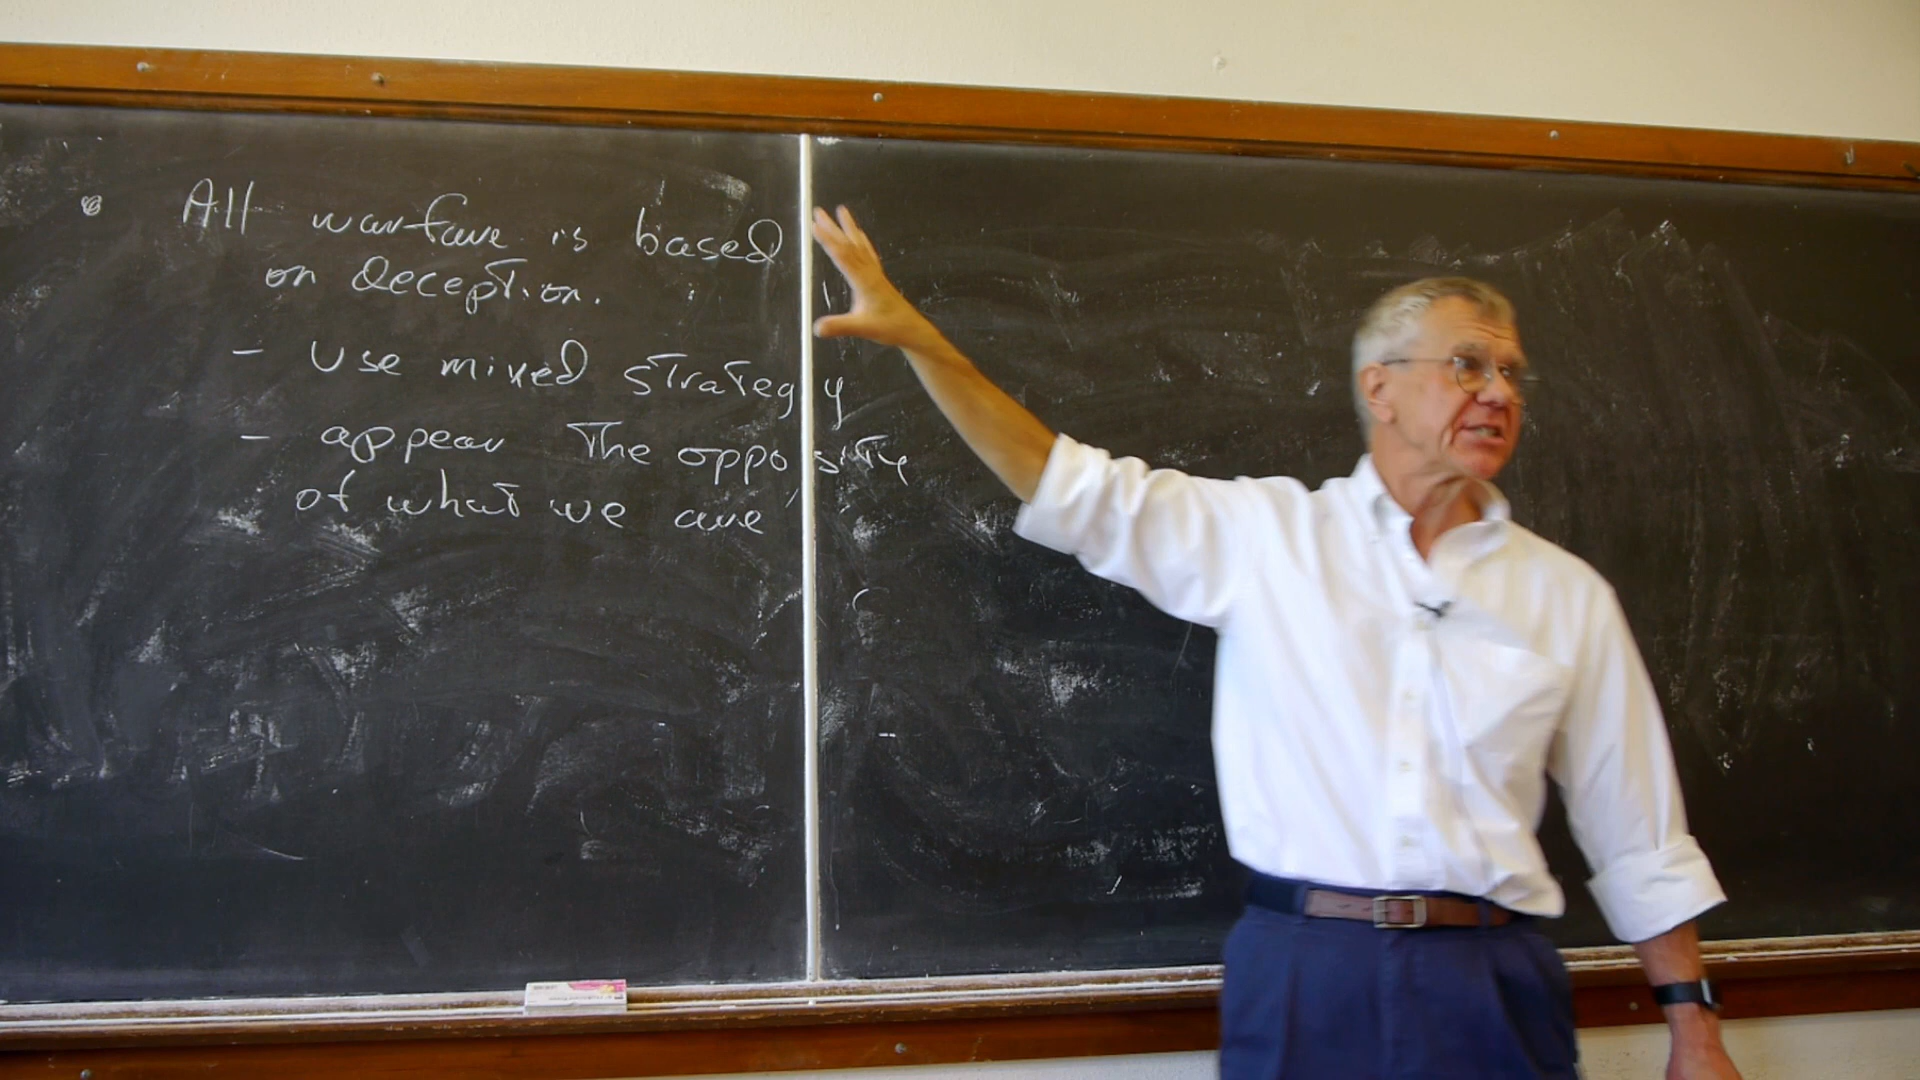 • All warfare is based
on deception.
- Use mixed strategy
- appear the opposite
of what we are